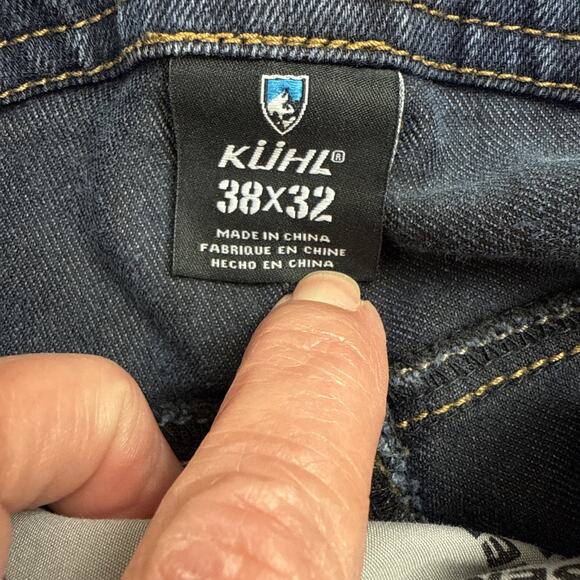 KÜHL®
38X32
MADE IN CHINA
FABRIQUE EN CHINE
HECHO EN CHINA